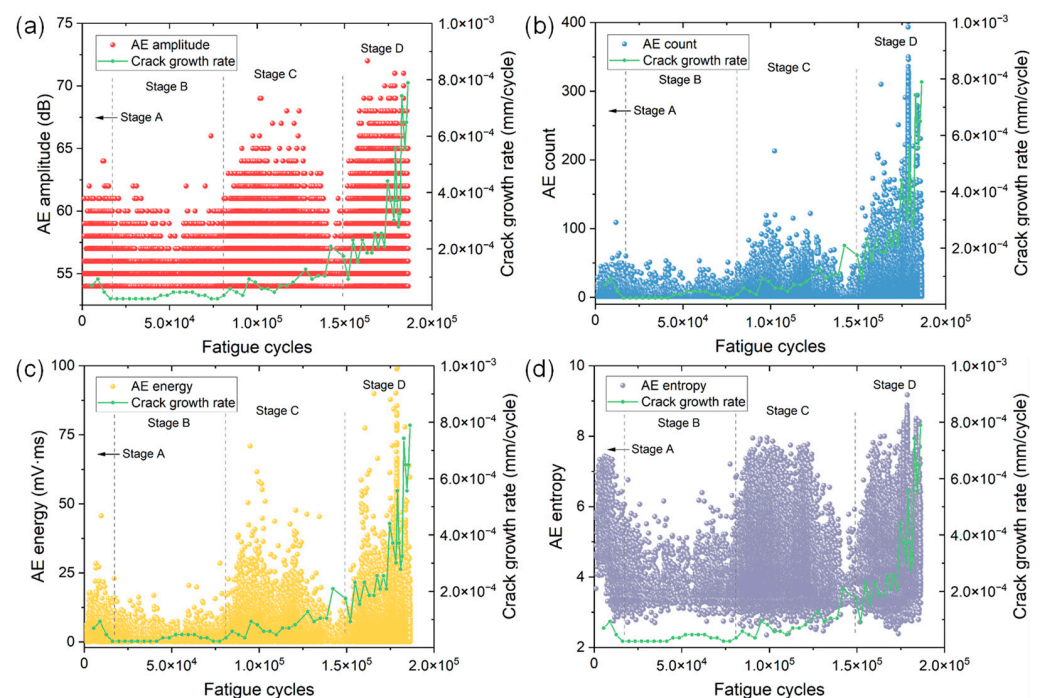 (a)
75
70
65
60
55
AE amplitude (dB)
AE amplitude
Crack growth rate
Stage A
Stage B
Stage C
Stage D
1.0×10⁻³
8.0×10⁻⁴
6.0×10⁻⁴
4.0×10⁻⁴
2.0×10⁻⁴
Crack growth rate (mm/cycle)
0
5.0×10⁴
1.0×10⁵
1.5×10⁵
2.0×10⁵
Fatigue cycles
(b)
400
300
200
100
0
AE count
AE count
Crack growth rate
Stage A
Stage B
Stage C
Stage D
1.0×10⁻³
8.0×10⁻⁴
6.0×10⁻⁴
4.0×10⁻⁴
2.0×10⁻⁴
Crack growth rate (mm/cycle)
0
5.0×10⁴
1.0×10⁵
1.5×10⁵
2.0×10⁵
Fatigue cycles
(c)
100
75
50
25
0
AE energy (mV·ms)
AE energy
Crack growth rate
Stage A
Stage B
Stage C
Stage D
1.0×10⁻³
8.0×10⁻⁴
6.0×10⁻⁴
4.0×10⁻⁴
2.0×10⁻⁴
Crack growth rate (mm/cycle)
0
5.0×10⁴
1.0×10⁵
1.5×10⁵
2.0×10⁵
Fatigue cycles
(d)
10
8
6
4
2
AE entropy
AE entropy
Crack growth rate
Stage A
Stage B
Stage C
Stage D
1.0×10⁻³
8.0×10⁻⁴
6.0×10⁻⁴
4.0×10⁻⁴
2.0×10⁻⁴
Crack growth rate (mm/cycle)
0
5.0×10⁴
1.0×10⁵
1.5×10⁵
2.0×10⁵
Fatigue cycles